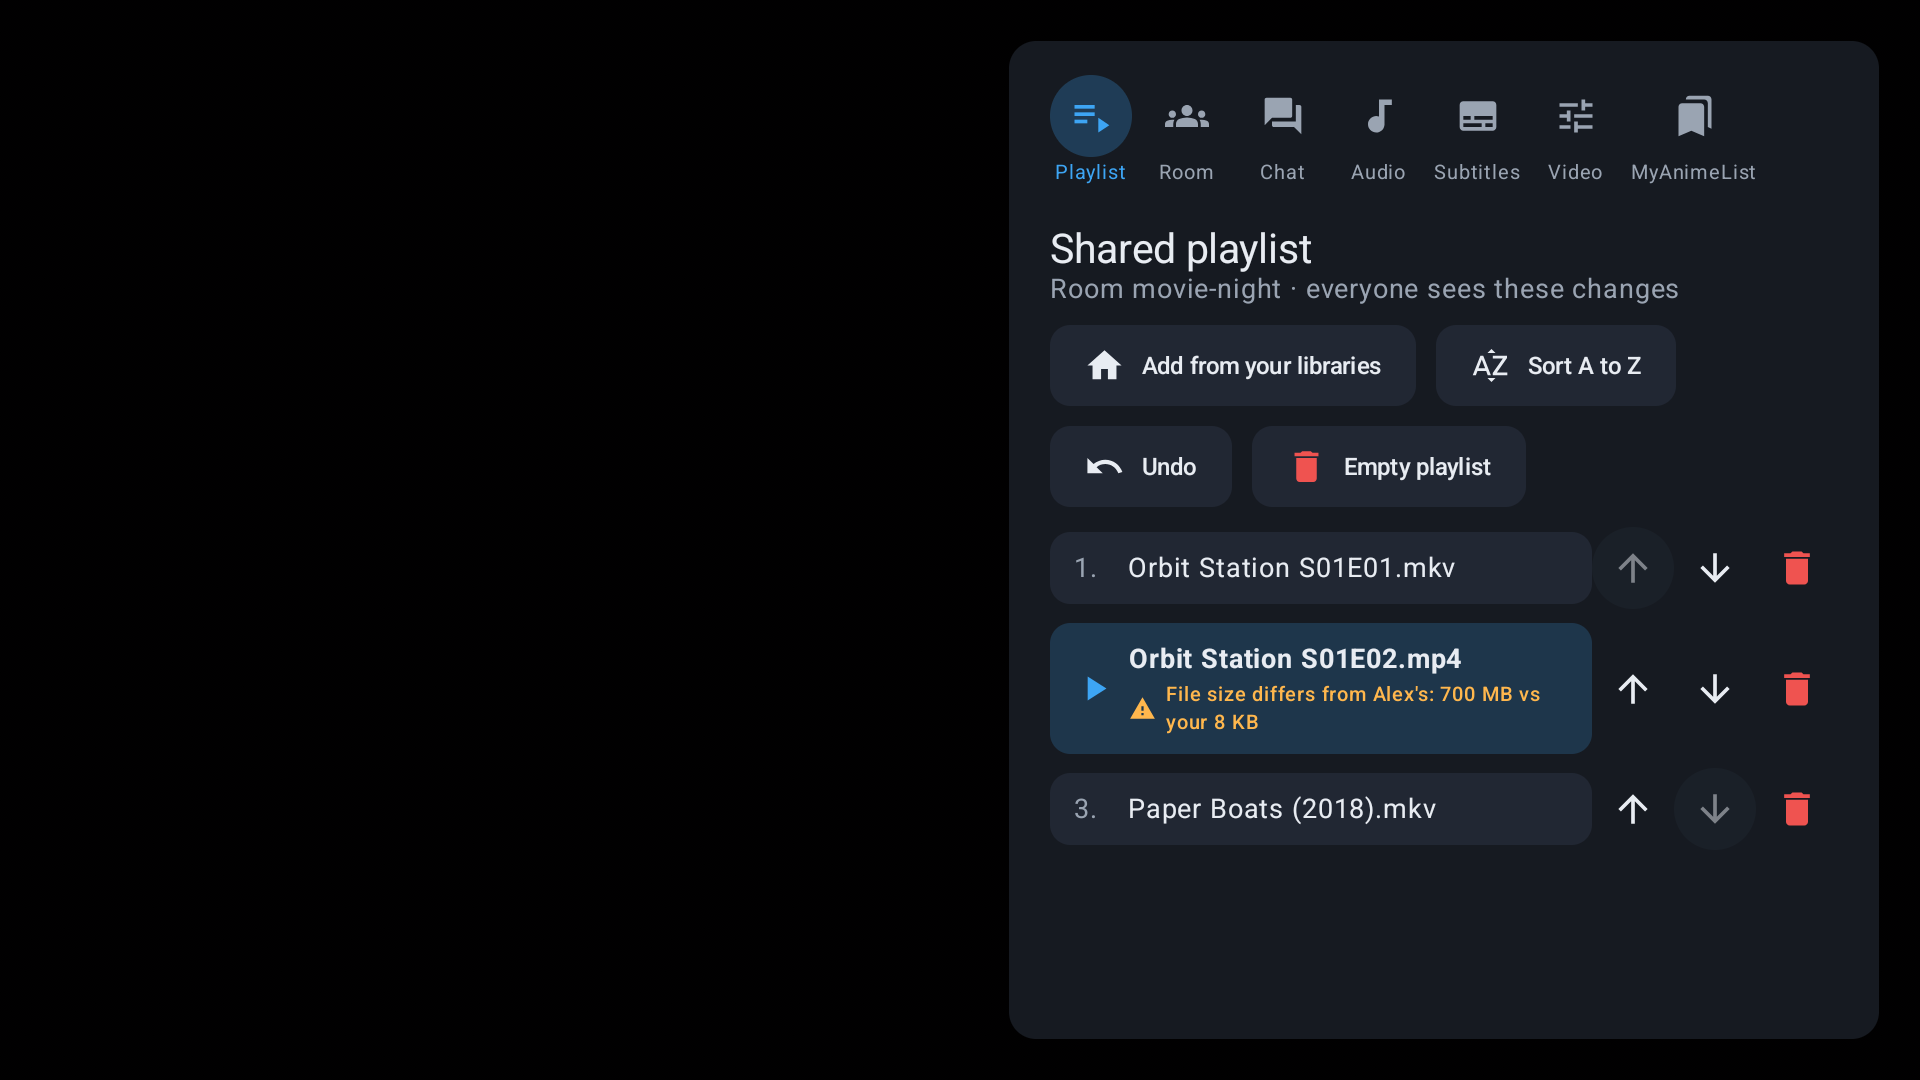 Playlist
Room
Chat
Audio
Subtitles
Video
MyAnimeList
Shared playlist
Room movie-night · everyone sees these changes
Add from your libraries
Sort A to Z
Undo
Empty playlist
1. Orbit Station S01E01.mkv
Orbit Station S01E02.mp4
File size differs from Alex's: 700 MB vs
your 8 KB
3. Paper Boats (2018).mkv